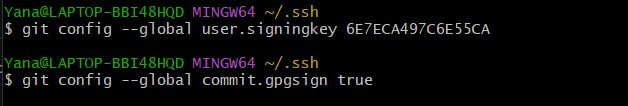 Yana@LAPTOP-BBI48HQD MINGW64 ~/.ssh
$ git config --global user.signingkey 6E7ECA497C6E55CA
Yana@LAPTOP-BBI48HQD MINGW64 ~/.ssh
$ git config --global commit.gpgsign true